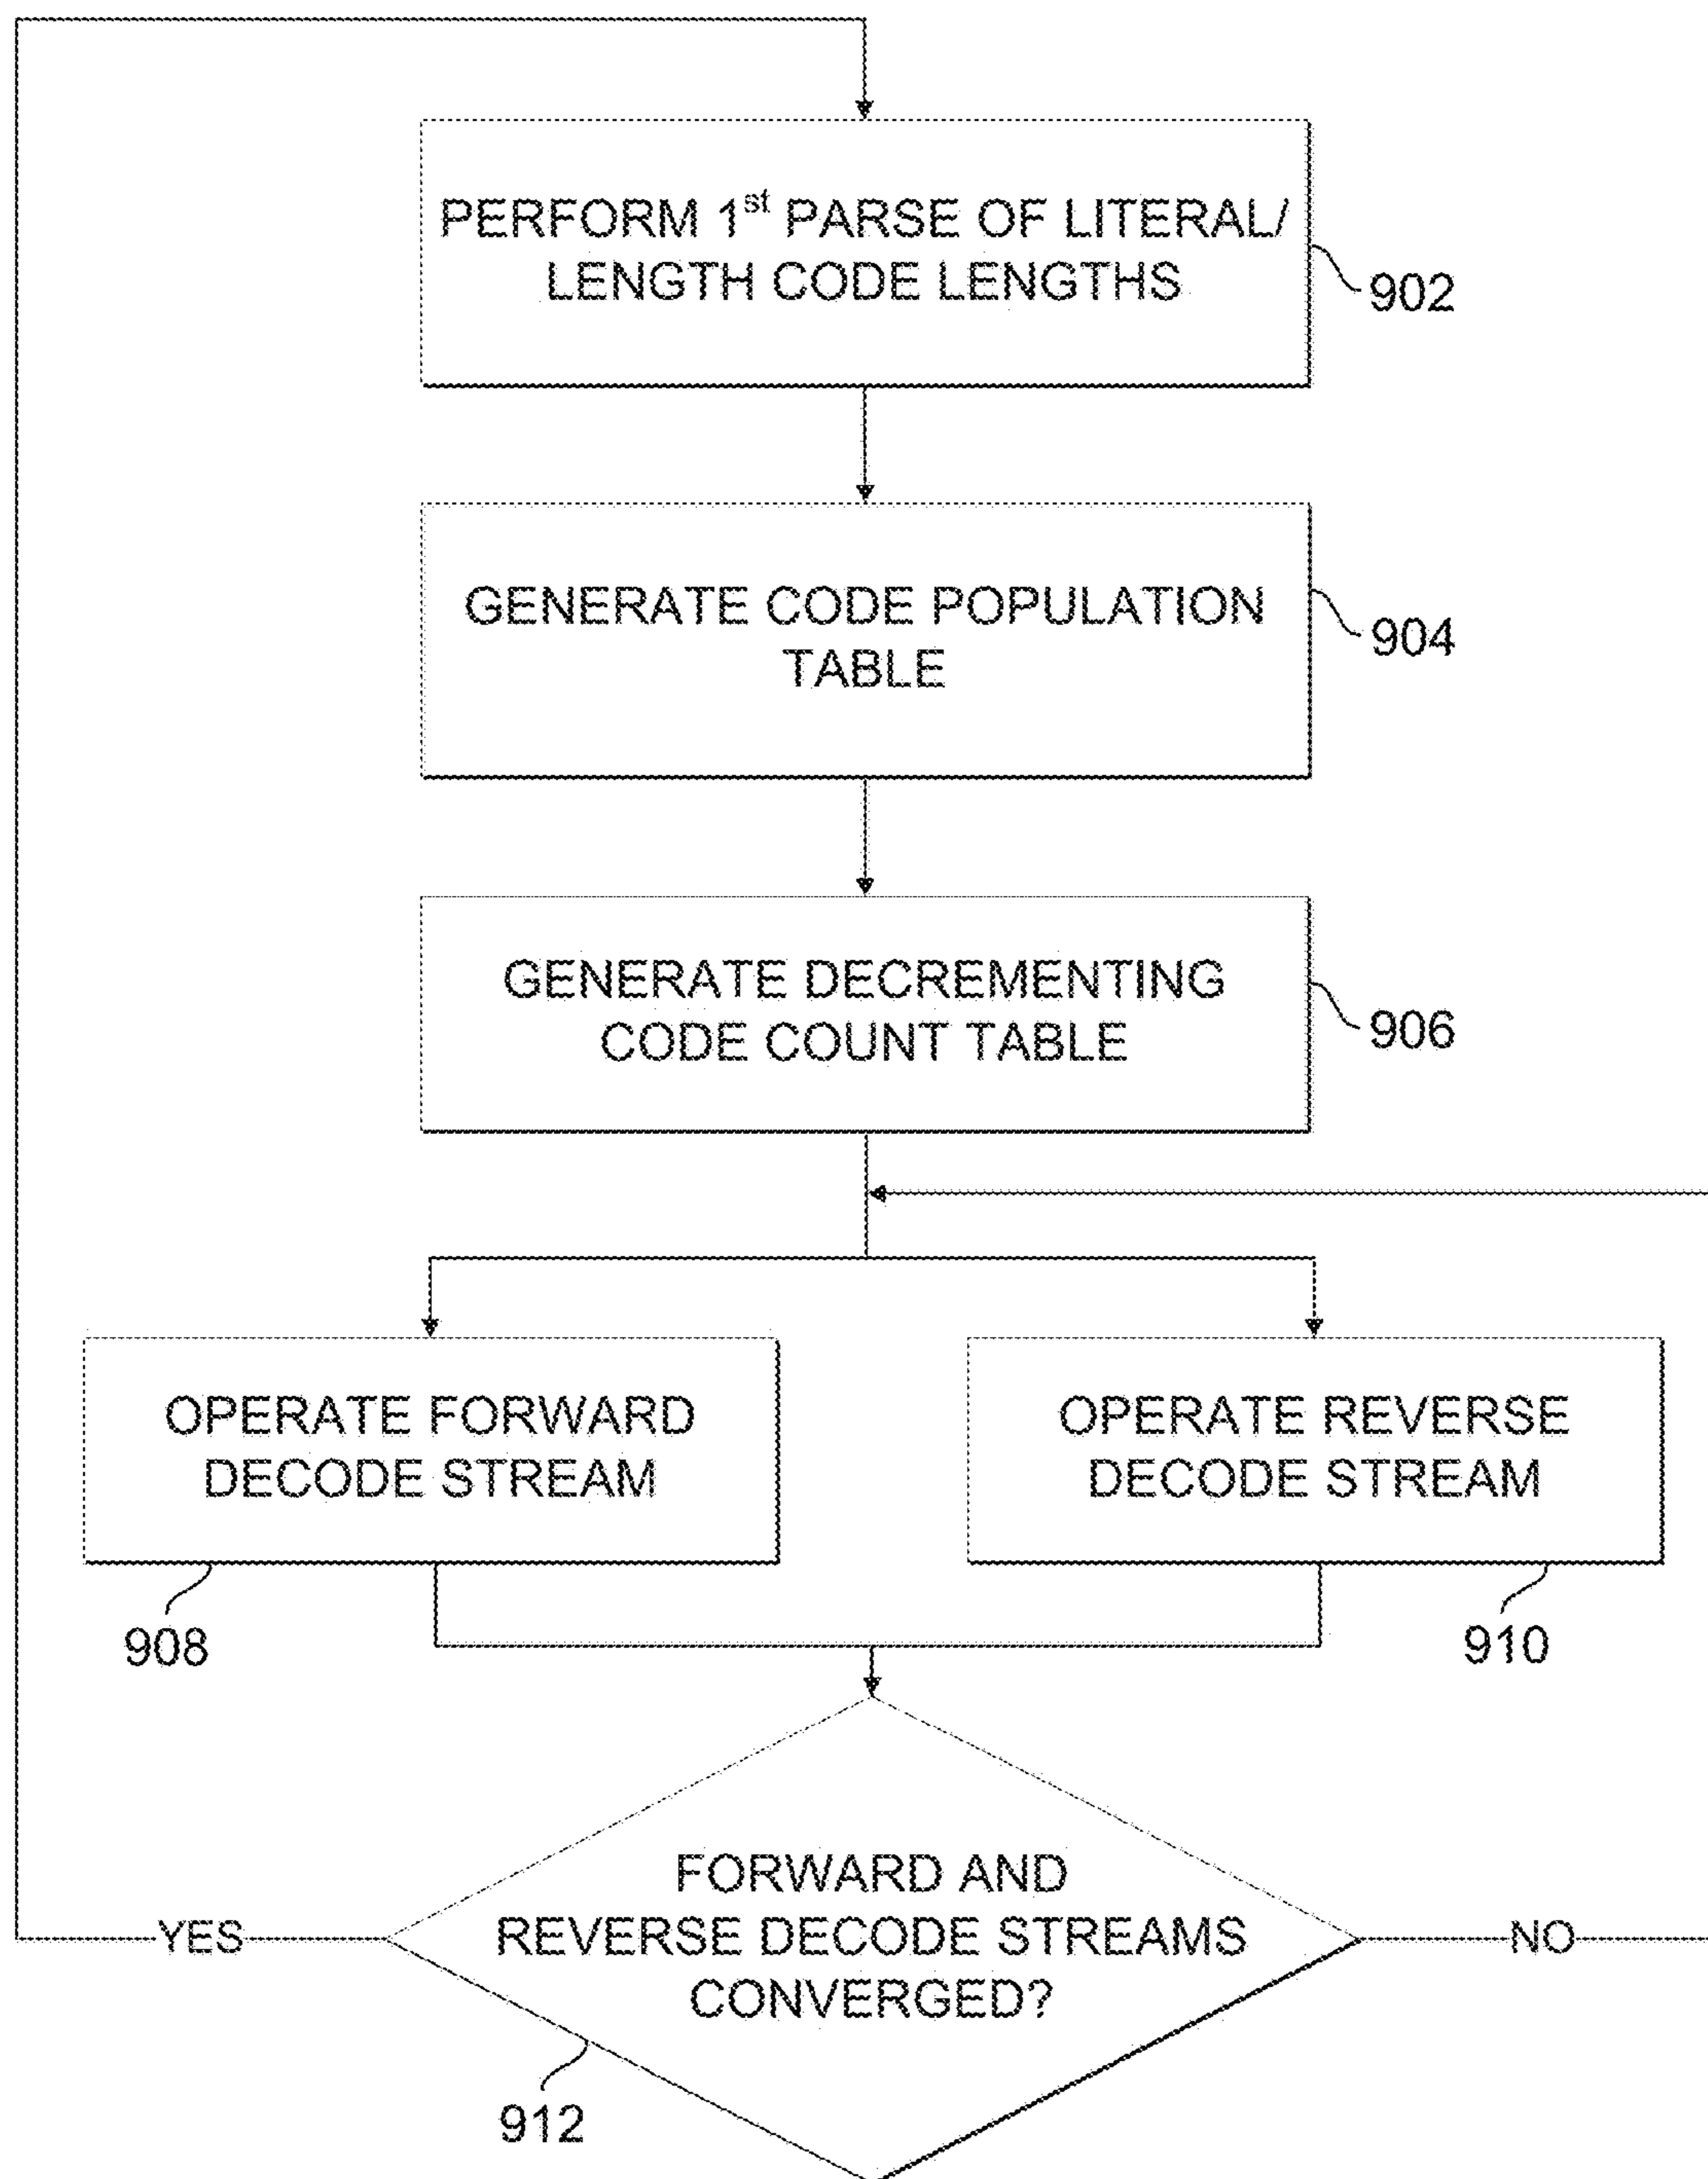 PERFORM 1st PARSE OF LITERAL/
LENGTH CODE LENGTHS
902
GENERATE CODE POPULATION
TABLE
904
GENERATE DECREMENTING
CODE COUNT TABLE
906
OPERATE FORWARD
DECODE STREAM
908
OPERATE REVERSE
DECODE STREAM
910
FORWARD AND
REVERSE DECODE STREAMS
CONVERGED?
YES
NO
912